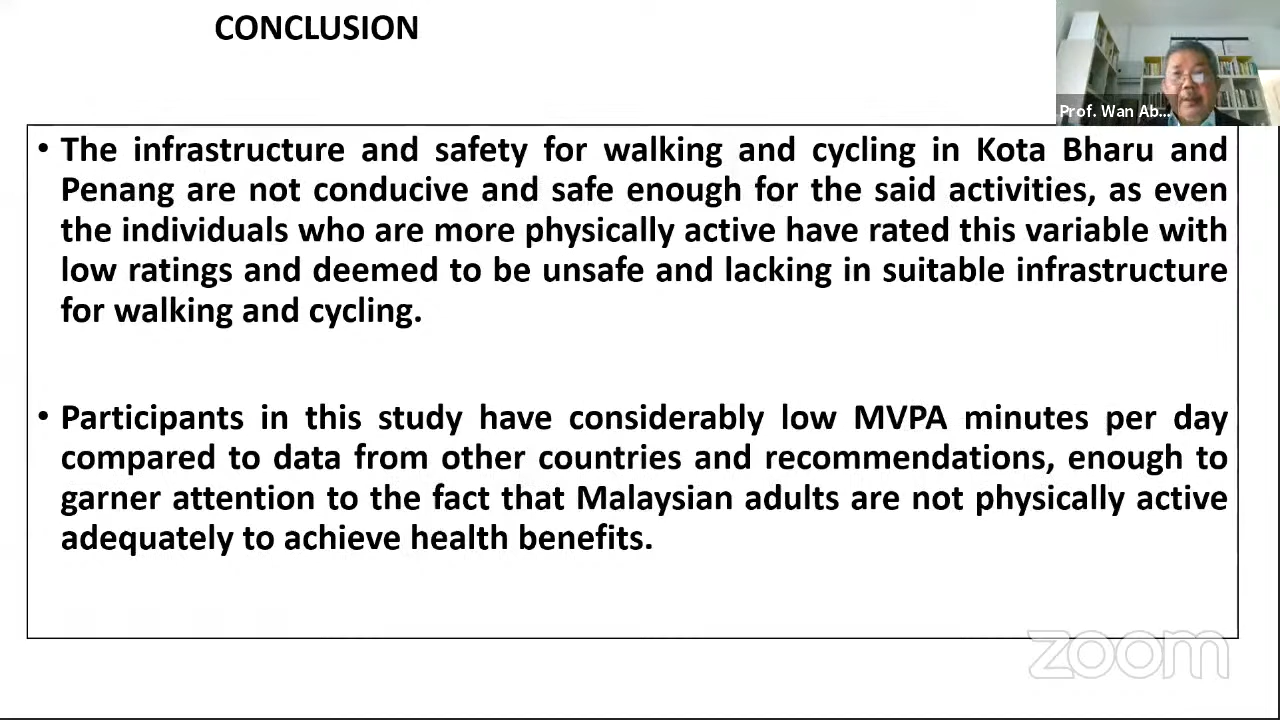 CONCLUSION
Prof. Wan Ab...
• The infrastructure and safety for walking and cycling in Kota Bharu and
Penang are not conducive and safe enough for the said activities, as even
the individuals who are more physically active have rated this variable with
low ratings and deemed to be unsafe and lacking in suitable infrastructure
for walking and cycling.
• Participants in this study have considerably low MVPA minutes per day
compared to data from other countries and recommendations, enough to
garner attention to the fact that Malaysian adults are not physically active
adequately to achieve health benefits.
zoom